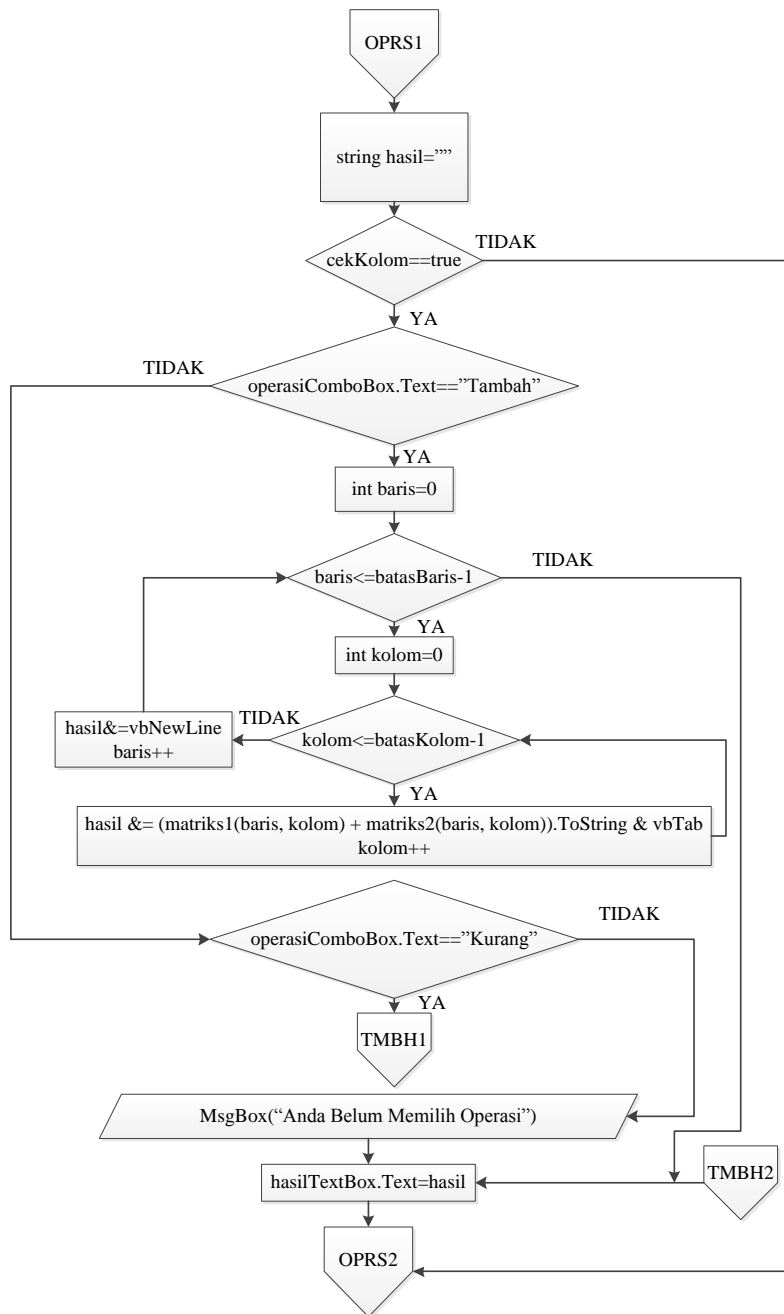 OPRS1
string hasil=””
TIDAK
cekKolom==true
YA
TIDAK
operasiComboBox.Text==”Tambah”
YA
int baris=0
baris<=batasBaris-1
TIDAK
YA
int kolom=0
hasil&=vbNewLine
baris++
TIDAK
kolom<=batasKolom-1
YA
hasil &= (matriks1(baris, kolom) + matriks2(baris, kolom)).ToString & vbTab
kolom++
TIDAK
operasiComboBox.Text==”Kurang”
YA
TMBH1
MsgBox(“Anda Belum Memilih Operasi”)
hasilTextBox.Text=hasil
TMBH2
OPRS2